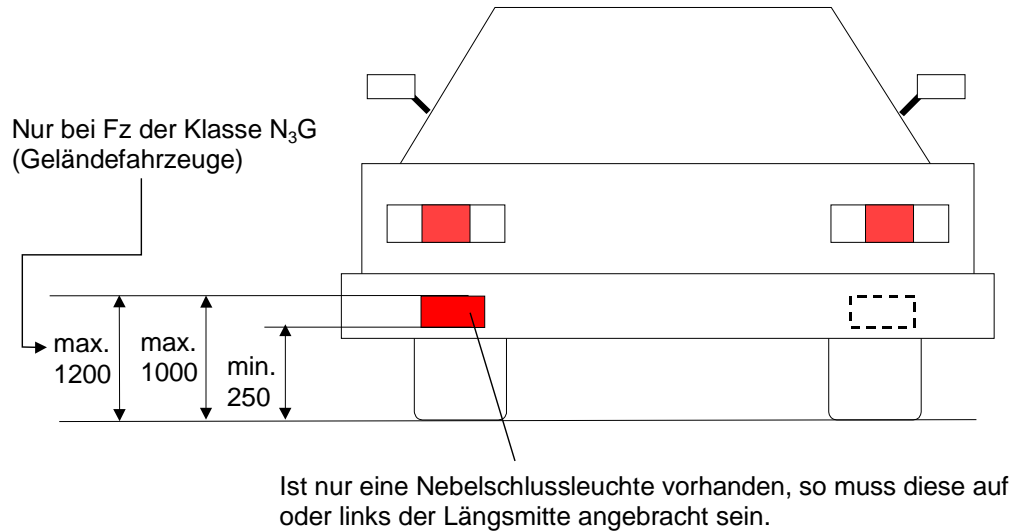 Nur bei Fz der Klasse N₃G
(Geländefahrzeuge)
max.
1200
max.
1000
min.
250
Ist nur eine Nebelschlussleuchte vorhanden, so muss diese auf
oder links der Längsmitte angebracht sein.